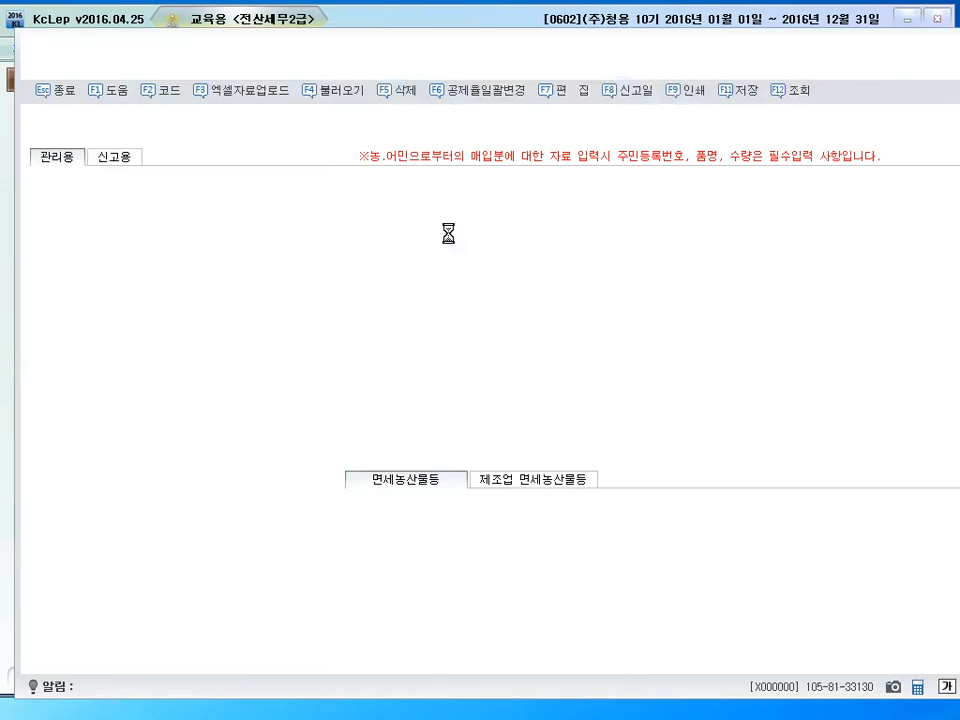 2016 KL KcLep v2016.04.25 교육용 <전산세무2급> [0602](주)청용 10기 2016년 01월 01일 ~ 2016년 12월 31일
Esc 종료 F1 도움 F2 코드 F3 엑셀자료업로드 F4 불러오기 F5 삭제 F6 공제율일괄변경 F7 편 집 F8 신고일 F9 인쇄 F11 저장 F12 조회
관리용 신고용 ※농.어민으로부터의 매입분에 대한 자료 입력시 주민등록번호, 품명, 수량은 필수입력 사항입니다.
면세농산물등 제조업 면세농산물등
알림 : [X000000] 105-81-33130 가